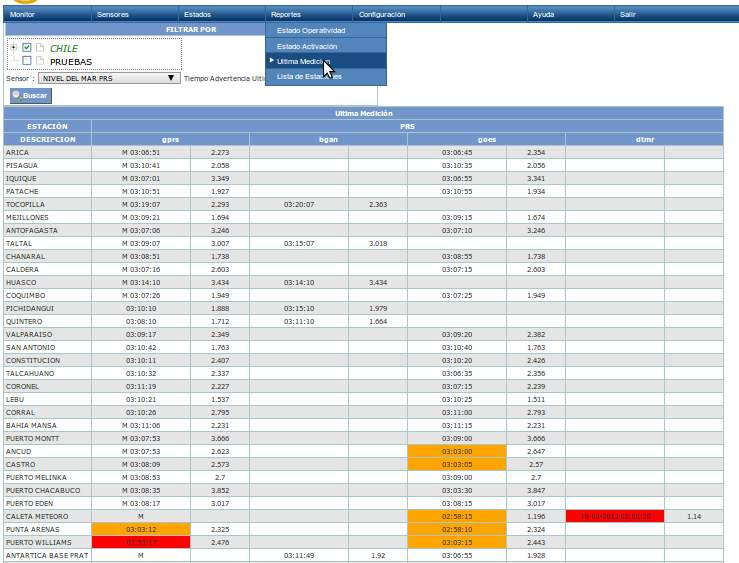 Monitor Sensores Estados Reportes Configuración Ayuda Salir
FILTRAR POR
Estado Operatividad
Estado Activación
Ultima Medición
Lista de
CHILE
PRUEBAS
Sensor : NIVEL DEL MAR PRS Tiempo Advertencia
Buscar
Ultima Medición
ESTACIÓN PRS
DESCRIPCION gprs bgan goes dtmr
ARICA M 03:06:51 2.273 03:06:45 2.354
PISAGUA M 03:10:41 2.058 03:10:35 2.056
IQUIQUE M 03:07:01 3.349 03:06:55 3.341
PATACHE M 03:10:51 1.927 03:10:55 1.934
TOCOPILLA M 03:19:07 2.293 03:20:07 2.363
MEJILLONES M 03:09:21 1.694 03:09:15 1.674
ANTOFAGASTA M 03:07:06 3.246 03:07:10 3.246
TALTAL M 03:09:07 3.007 03:15:07 3.018
CHANARAL M 03:08:51 1.738 03:08:55 1.738
CALDERA M 03:07:16 2.603 03:07:15 2.603
HUASCO M 03:14:10 3.434 03:14:10 3.434
COQUIMBO M 03:07:26 1.949 03:07:25 1.949
PICHIDANGUI 03:10:10 1.888 03:15:10 1.979
QUINTERO 03:08:10 1.712 03:11:10 1.664
VALPARAISO 03:09:17 2.349 03:09:20 2.382
SAN ANTONIO 03:10:42 1.763 03:10:40 1.763
CONSTITUCION 03:10:11 2.407 03:10:20 2.426
TALCAHUANO 03:10:32 2.337 03:06:35 2.356
CORONEL 03:11:19 2.227 03:07:15 2.239
LEBU 03:10:21 1.537 03:10:25 1.511
CORRAL 03:10:26 2.795 03:11:00 2.793
BAHIA MANSA M 03:11:06 2.231 03:11:15 2.231
PUERTO MONTT M 03:07:53 3.666 03:09:00 3.666
ANCUD M 03:07:53 2.623 03:03:00 2.647
CASTRO M 03:08:09 2.573 03:03:05 2.57
PUERTO MELINKA M 03:08:53 2.7 03:09:00 2.7
PUERTO CHACABUCO M 03:08:35 3.852 03:03:30 3.847
PUERTO EDEN M 03:08:17 3.017 03:08:15 3.017
CALETA METEORO M 02:58:15 1.196 1.14
PUNTA ARENAS 03:03:12 2.325 02:58:10 2.324
PUERTO WILLIAMS 2.476 03:03:15 2.443
ANTARTICA BASE PRAT M 03:11:49 1.92 03:06:55 1.928